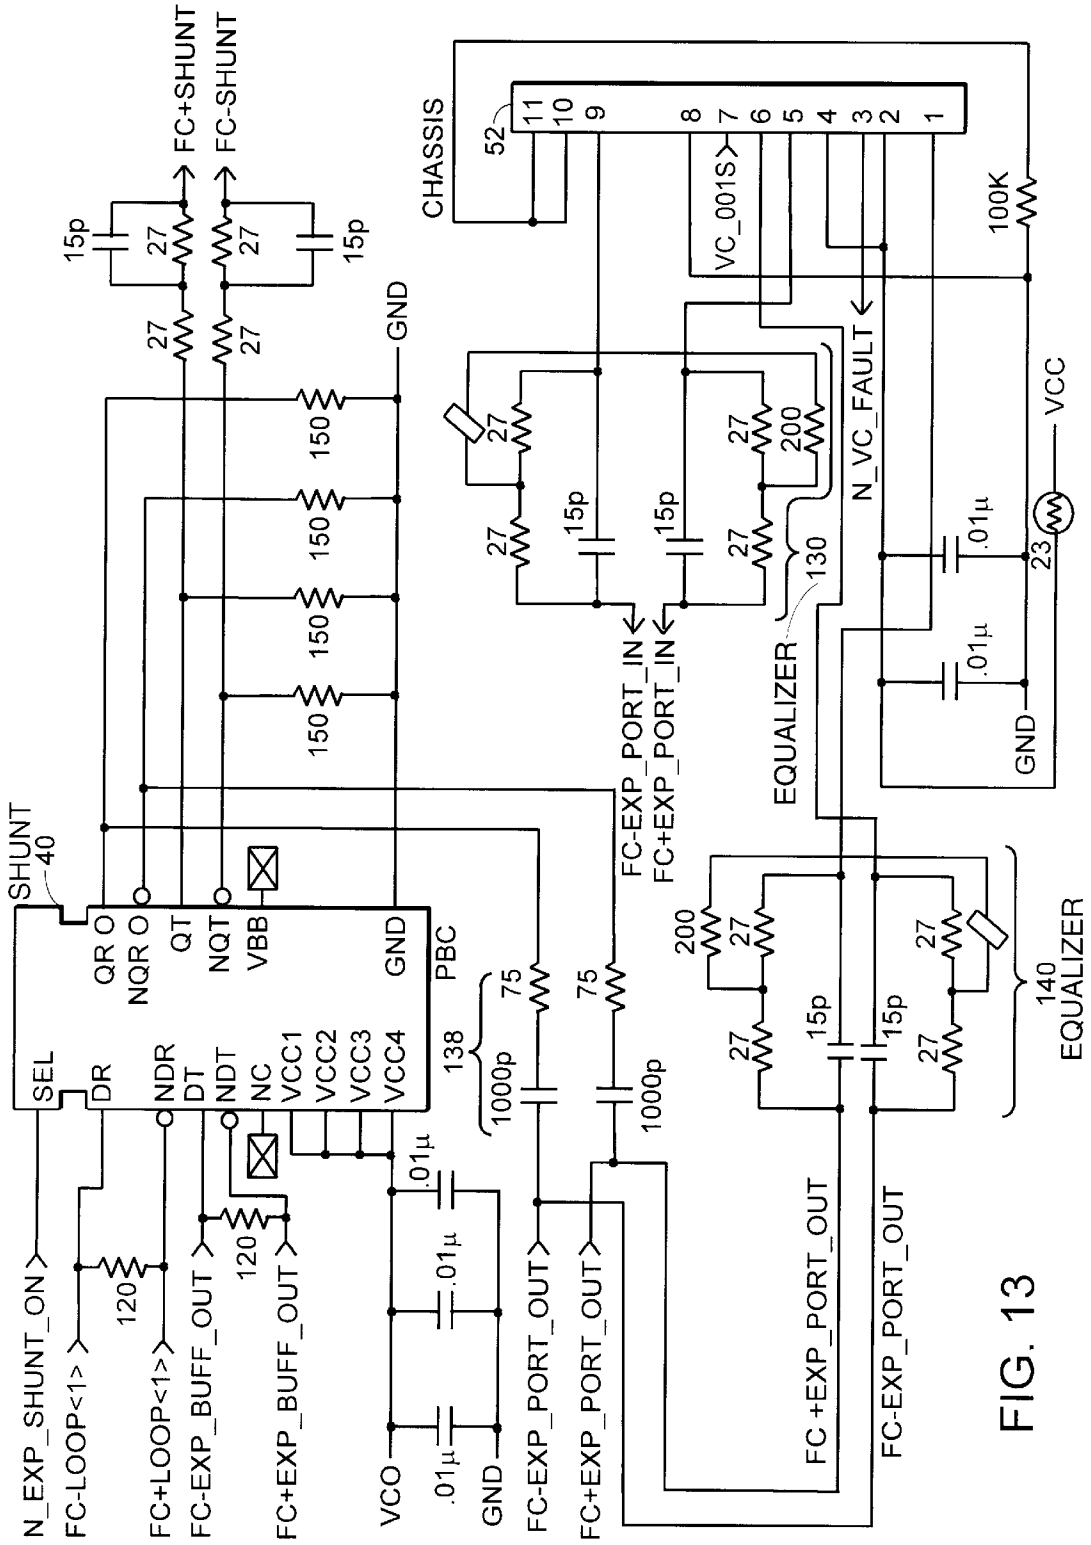 SHUNT
40
SEL
DR
NDR
DT
NDT
NC
VCC1
VCC2
VCC3
VCC4
QR O
NQR O
QT
NQT
VBB
GND
PBC
N_EXP_SHUNT_ON
FC-LOOP<1>
120
FC+LOOP<1>
FC-EXP_BUFF_OUT
120
FC+EXP_BUFF_OUT
VCO
.01µ
.01µ
.01µ
GND
138
1000p
75
1000p
75
FC-EXP_PORT_OUT
FC+EXP_PORT_OUT
150
150
150
150
GND
27
27
15p
27
27
15p
FC+SHUNT
FC-SHUNT
CHASSIS
52
11
10
9
8
7
6
5
4
3
2
1
VC_001S
27
27
15p
15p
27
27
200
FC-EXP_PORT_IN
FC+EXP_PORT_IN
EQUALIZER
130
N_VC_FAULT
100K
VCC
23
.01µ
.01µ
GND
200
27
27
15p
15p
27
27
140
EQUALIZER
FC +EXP_PORT_OUT
FC-EXP_PORT_OUT
FIG. 13